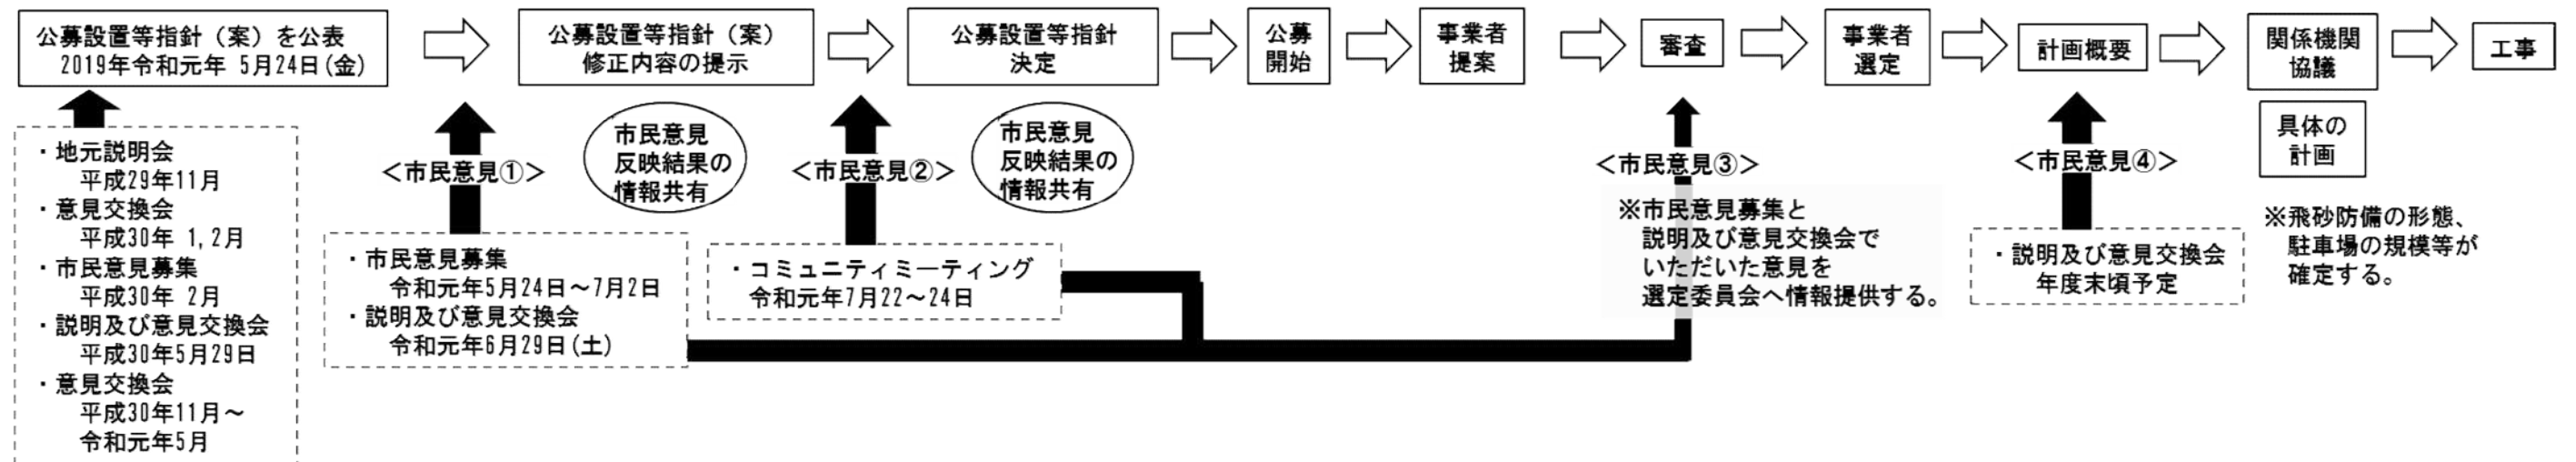 公募設置等指針(案)を公表
2019年令和元年 5月24日(金)
公募設置等指針(案)
修正内容の提示
公募設置等指針
決定
公募
開始
事業者
提案
審査
事業者
選定
計画概要
関係機関
協議
工事
・地元説明会
平成29年11月
・意見交換会
平成30年 1,2月
・市民意見募集
平成30年 2月
・説明及び意見交換会
平成30年5月29日
・意見交換会
平成30年11月～
令和元年5月
＜市民意見①＞
・市民意見募集
令和元年5月24日～7月2日
・説明及び意見交換会
令和元年6月29日(土)
市民意見
反映結果の
情報共有
＜市民意見②＞
・コミュニティミーティング
令和元年7月22～24日
市民意見
反映結果の
情報共有
＜市民意見③＞
※市民意見募集と
説明及び意見交換会で
いただいた意見を
選定委員会へ情報提供する。
＜市民意見④＞
・説明及び意見交換会
年度末頃予定
具体の
計画
※飛砂防備の形態、
駐車場の規模等が
確定する。